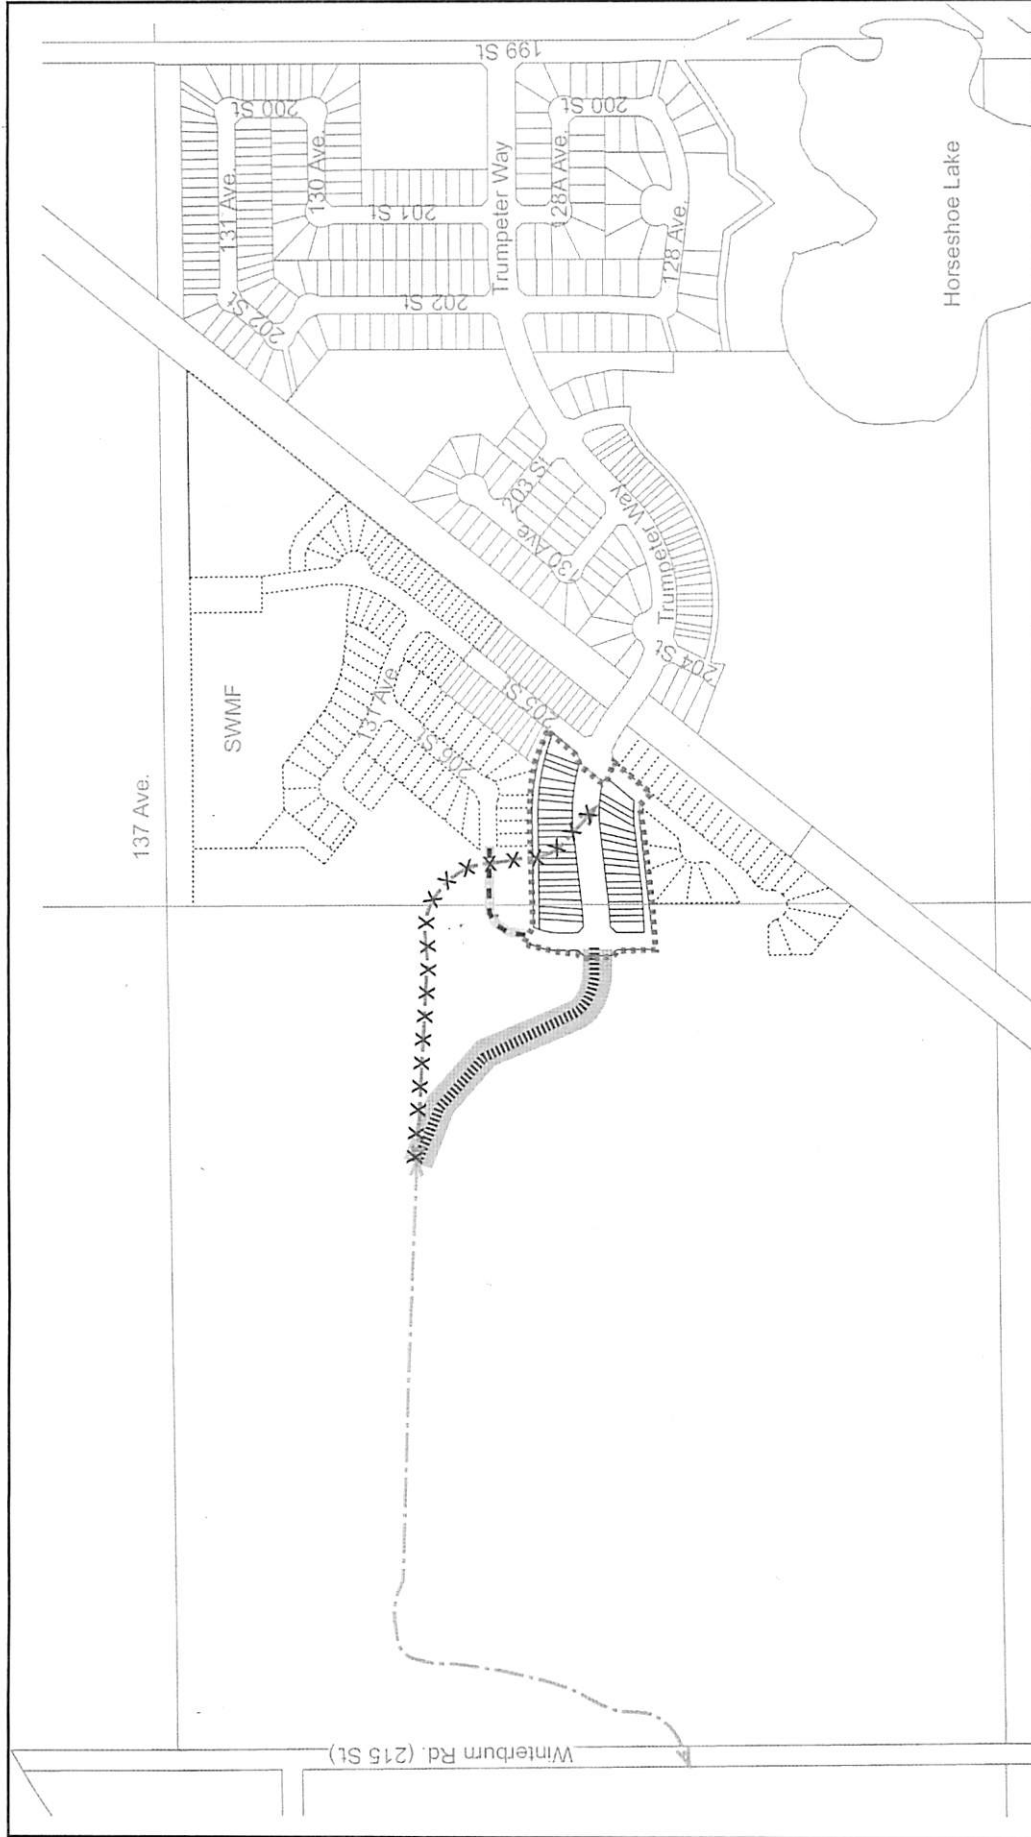 199 St
200 St
131 Ave.
130 Ave.
201 St
202 St
202 St
Trumpeter Way
128A Ave.
200 St
128 Ave.
Horseshoe Lake
203 St
130 Ave
Trumpeter Way
204 St
205 St
131 Ave
206 St
SWMF
137 Ave.
Winterburn Rd. (215 St)